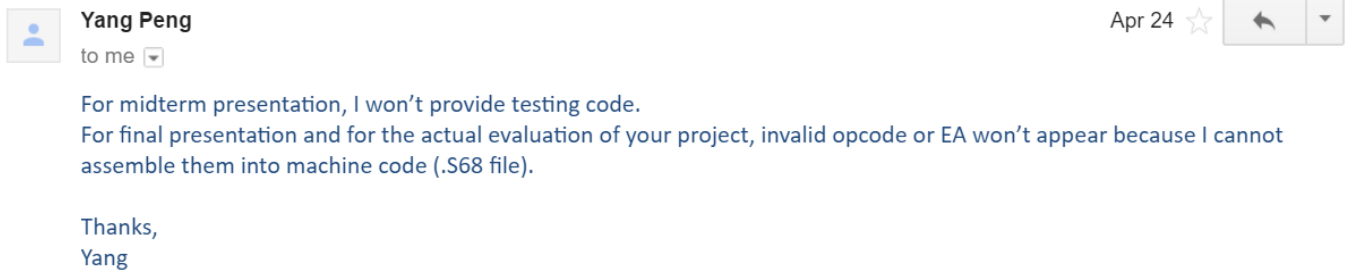 Yang Peng
Apr 24
to me
For midterm presentation, I won’t provide testing code.
For final presentation and for the actual evaluation of your project, invalid opcode or EA won’t appear because I cannot
assemble them into machine code (.S68 file).
Thanks,
Yang